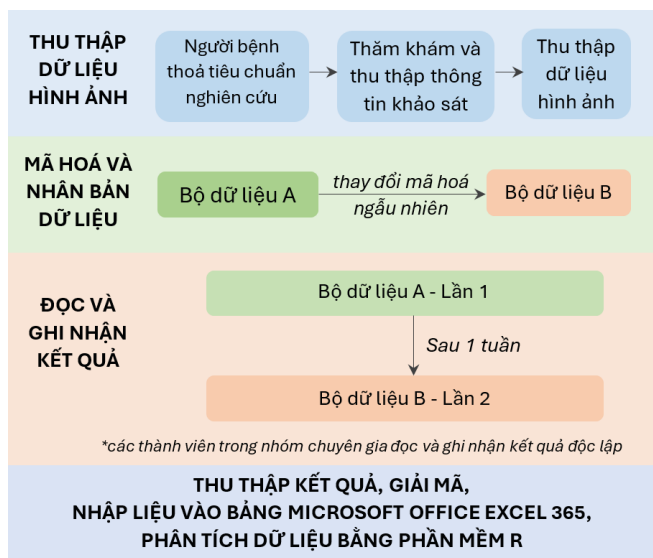 THU THẬP
DỮ LIỆU
HÌNH ẢNH
Người bệnh
thoả tiêu chuẩn
nghiên cứu
Thăm khám và
thu thập thông
tin khảo sát
Thu thập
dữ liệu
hình ảnh
MÃ HOÁ VÀ
NHÂN BẢN
DỮ LIỆU
Bộ dữ liệu A
thay đổi mã hoá
ngẫu nhiên
Bộ dữ liệu B
ĐỌC VÀ
GHI NHẬN
KẾT QUẢ
Bộ dữ liệu A - Lần 1
Sau 1 tuần
Bộ dữ liệu B - Lần 2
*các thành viên trong nhóm chuyên gia đọc và ghi nhận kết quả độc lập
THU THẬP KẾT QUẢ, GIẢI MÃ,
NHẬP LIỆU VÀO BẢNG MICROSOFT OFFICE EXCEL 365,
PHÂN TÍCH DỮ LIỆU BẰNG PHẦN MỀM R